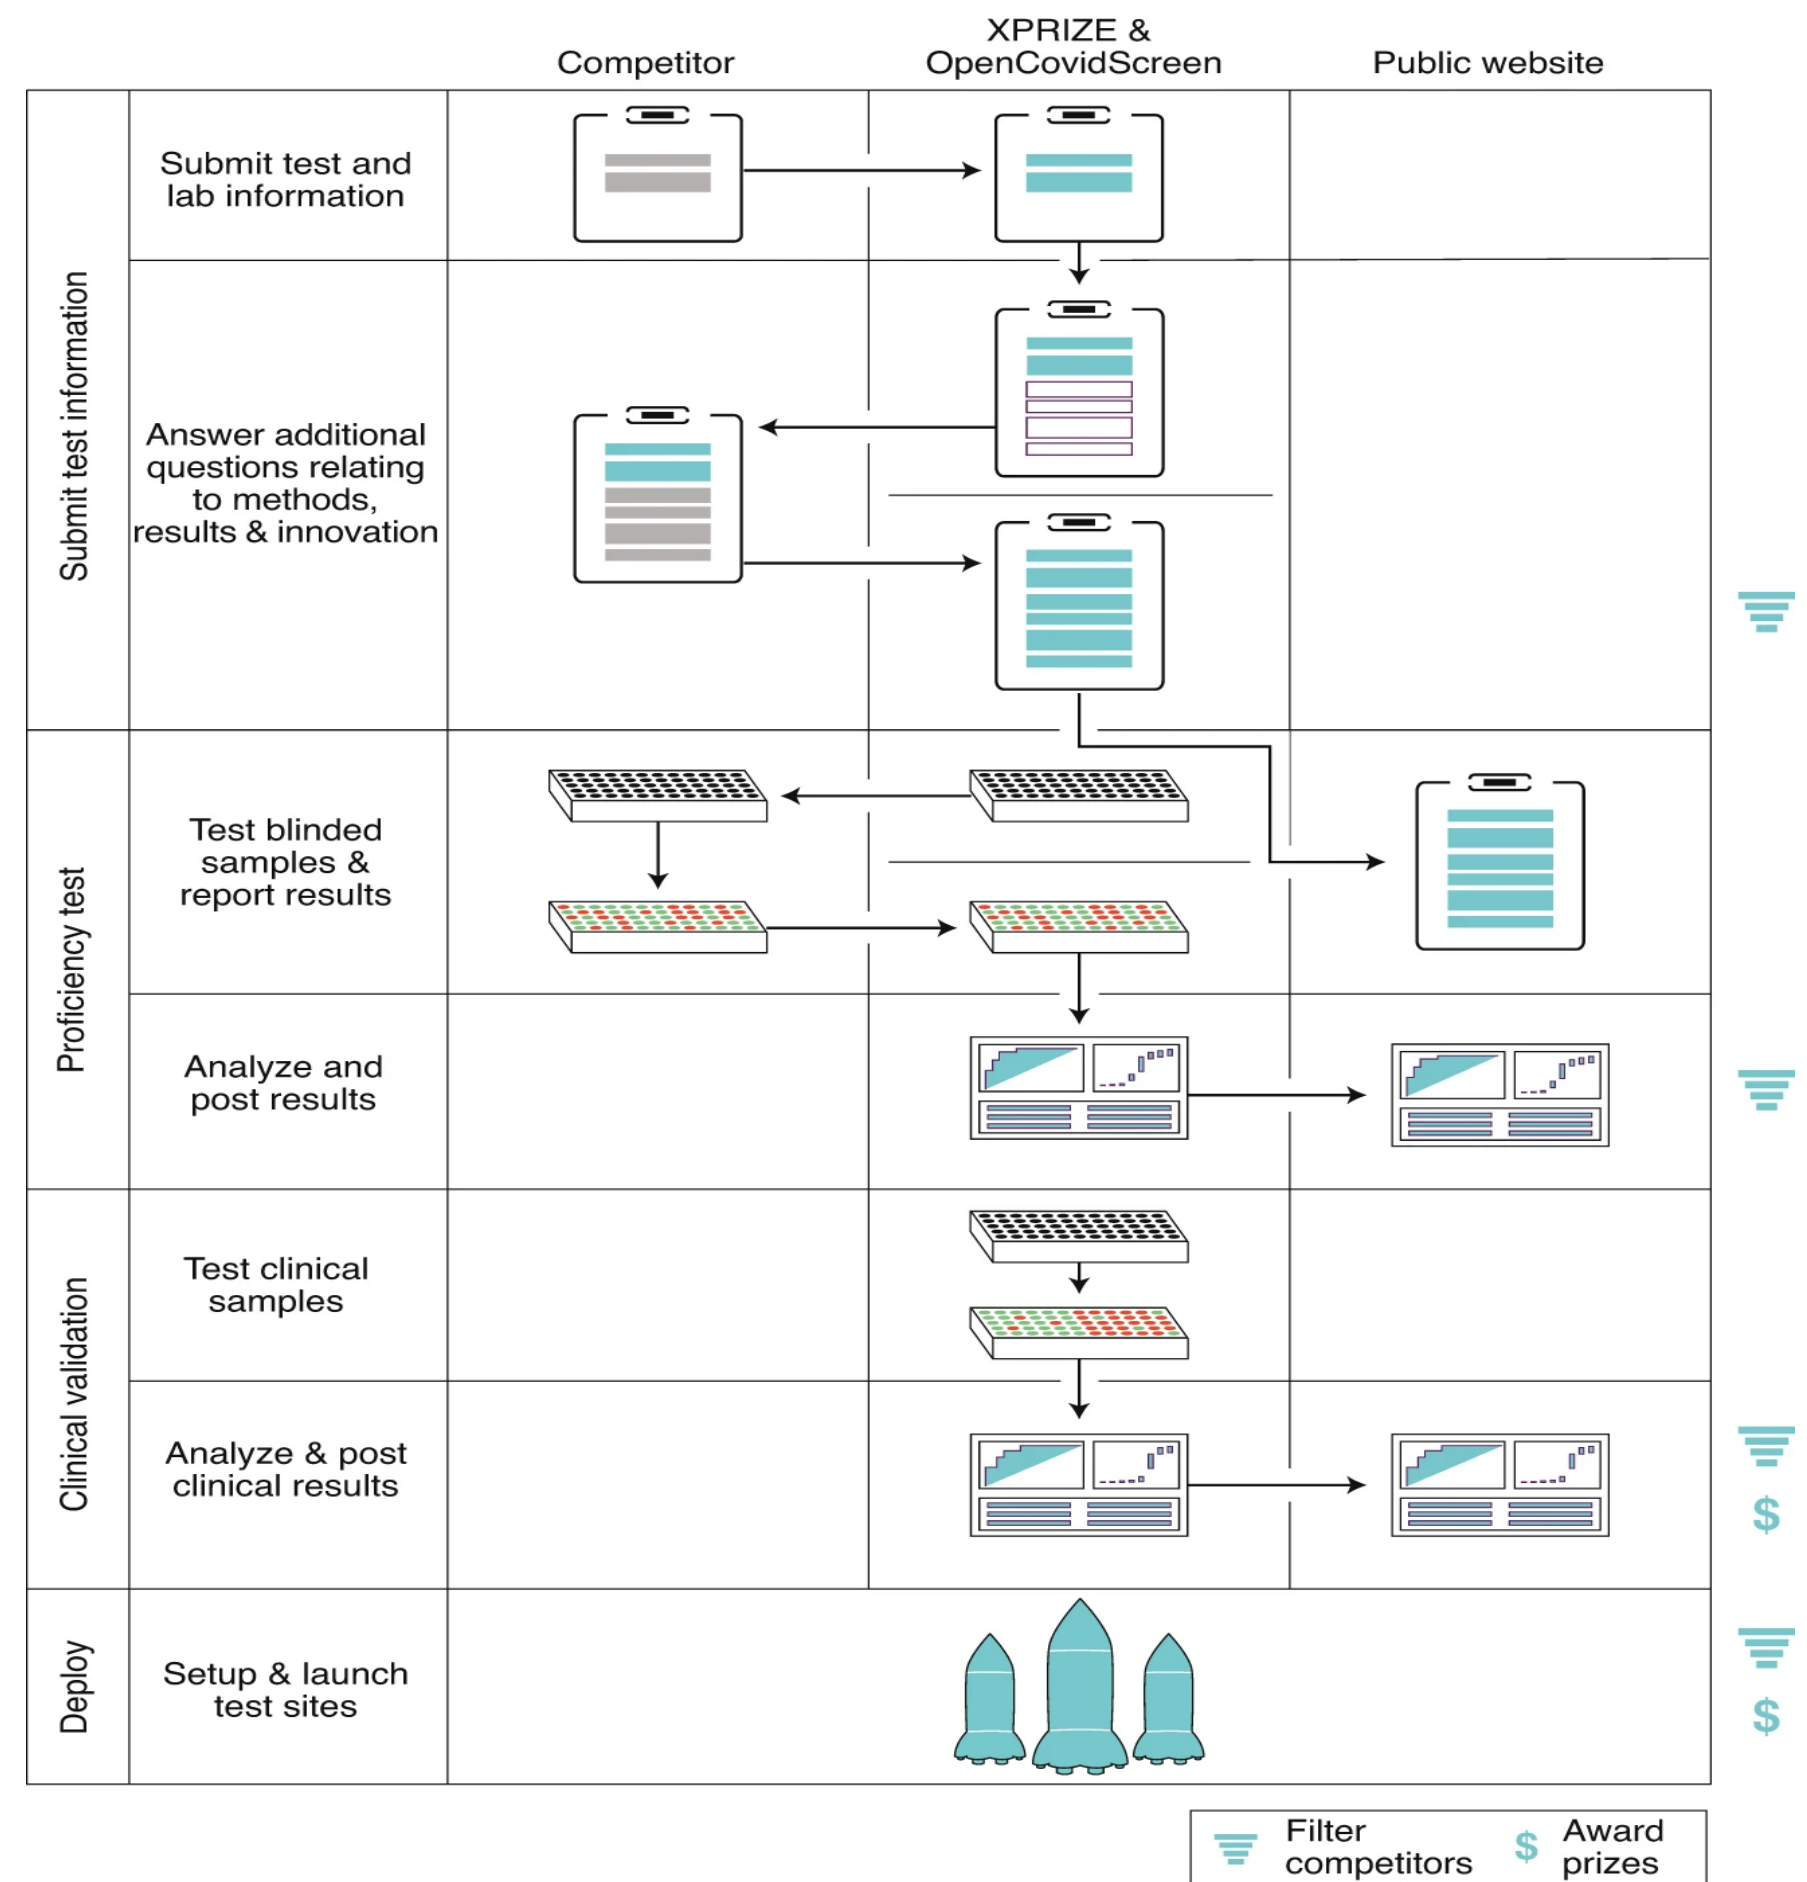 XPRIZE &
OpenCovidScreen
Competitor
Public website
Submit test information
Submit test and
lab information
Answer additional
questions relating
to methods,
results & innovation
Proficiency test
Test blinded
samples &
report results
Analyze and
post results
Clinical validation
Test clinical
samples
Analyze & post
clinical results
$
Deploy
Setup & launch
test sites
$
Filter
competitors
$
Award
prizes